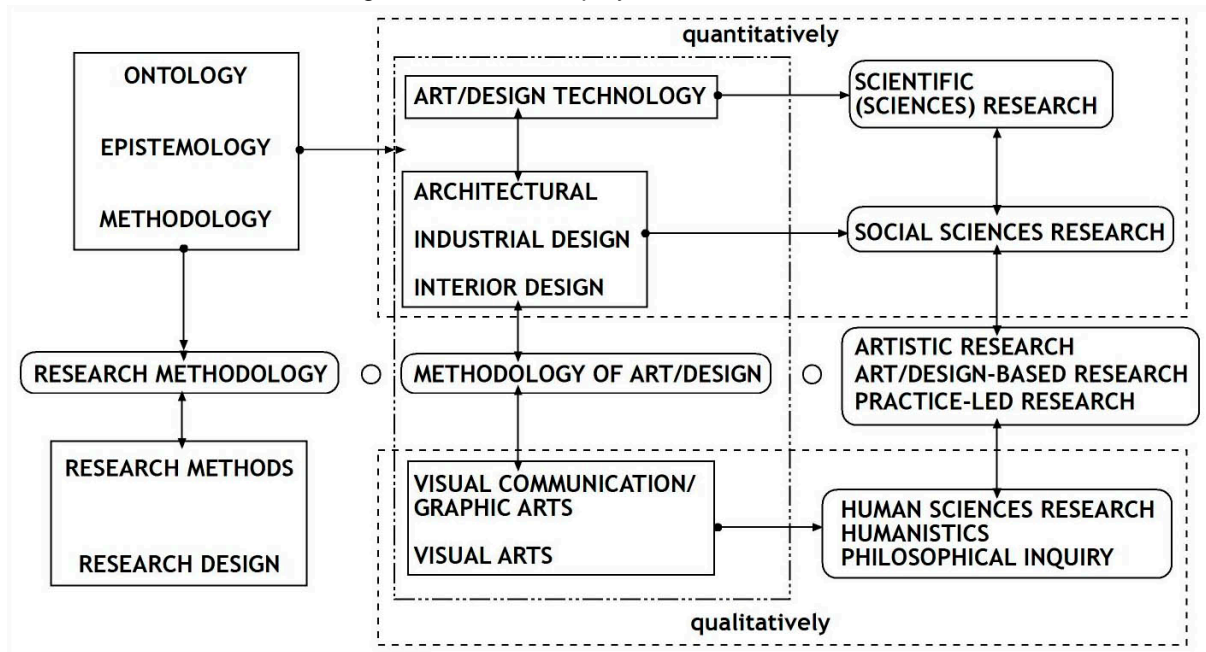 quantitatively
ONTOLOGY
EPISTEMOLOGY
METHODOLOGY
RESEARCH METHODOLOGY
RESEARCH METHODS
RESEARCH DESIGN
ART/DESIGN TECHNOLOGY
ARCHITECTURAL
INDUSTRIAL DESIGN
INTERIOR DESIGN
METHODOLOGY OF ART/DESIGN
VISUAL COMMUNICATION/
GRAPHIC ARTS
VISUAL ARTS
SCIENTIFIC
(SCIENCES) RESEARCH
SOCIAL SCIENCES RESEARCH
ARTISTIC RESEARCH
ART/DESIGN-BASED RESEARCH
PRACTICE-LED RESEARCH
HUMAN SCIENCES RESEARCH
HUMANISTICS
PHILOSOPHICAL INQUIRY
qualitatively